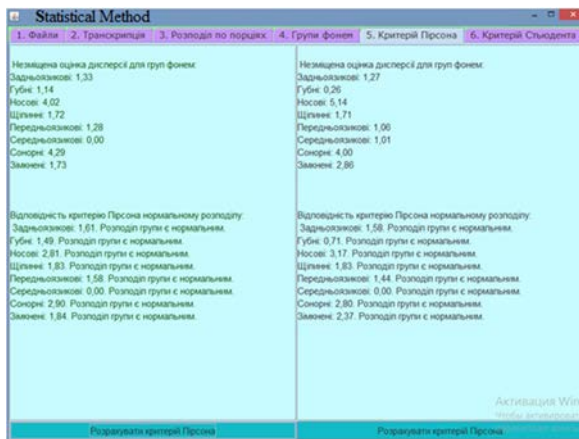 Statistical Method
1. Файли 2. Транскрипція 3. Розподіл по порціях 4. Групи фонем 5. Критерій Пірсона 6. Критерій Стьюдента
Незміщена оцінка дисперсії для груп фонем:
Задньоязикові: 1,33
Губні: 1,14
Носові: 4,02
Щілинні: 1,72
Передньоязикові: 1,28
Середньоязикові: 0,00
Сонорні: 4,29
Замкнені: 1,73
Відповідність критерію Пірсона нормальному розподілу:
Задньоязикові: 1,61. Розподіл групи є нормальним.
Губні: 1,49. Розподіл групи є нормальним.
Носові: 2,81. Розподіл групи є нормальним.
Щілинні: 1,83. Розподіл групи є нормальним.
Передньоязикові: 1,58. Розподіл групи є нормальним.
Середньоязикові: 0,00. Розподіл групи є нормальним.
Сонорні: 2,90. Розподіл групи є нормальним.
Замкнені: 1,84. Розподіл групи є нормальним.
Розрахувати критерій Пірсона
Незміщена оцінка дисперсії для груп фонем:
Задньоязикові: 1,27
Губні: 0,26
Носові: 5,14
Щілинні: 1,71
Передньоязикові: 1,06
Середньоязикові: 1,01
Сонорні: 4,00
Замкнені: 2,86
Відповідність критерію Пірсона нормальному розподілу:
Задньоязикові: 1,58. Розподіл групи є нормальним.
Губні: 0,71. Розподіл групи є нормальним.
Носові: 3,17. Розподіл групи є нормальним.
Щілинні: 1,83. Розподіл групи є нормальним.
Передньоязикові: 1,44. Розподіл групи є нормальним.
Середньоязикові: 0,00. Розподіл групи є нормальним.
Сонорні: 2,80. Розподіл групи є нормальним.
Замкнені: 2,37. Розподіл групи є нормальним.
Активация Win
Чтобы активировать
Розрахувати критерій Пірсона